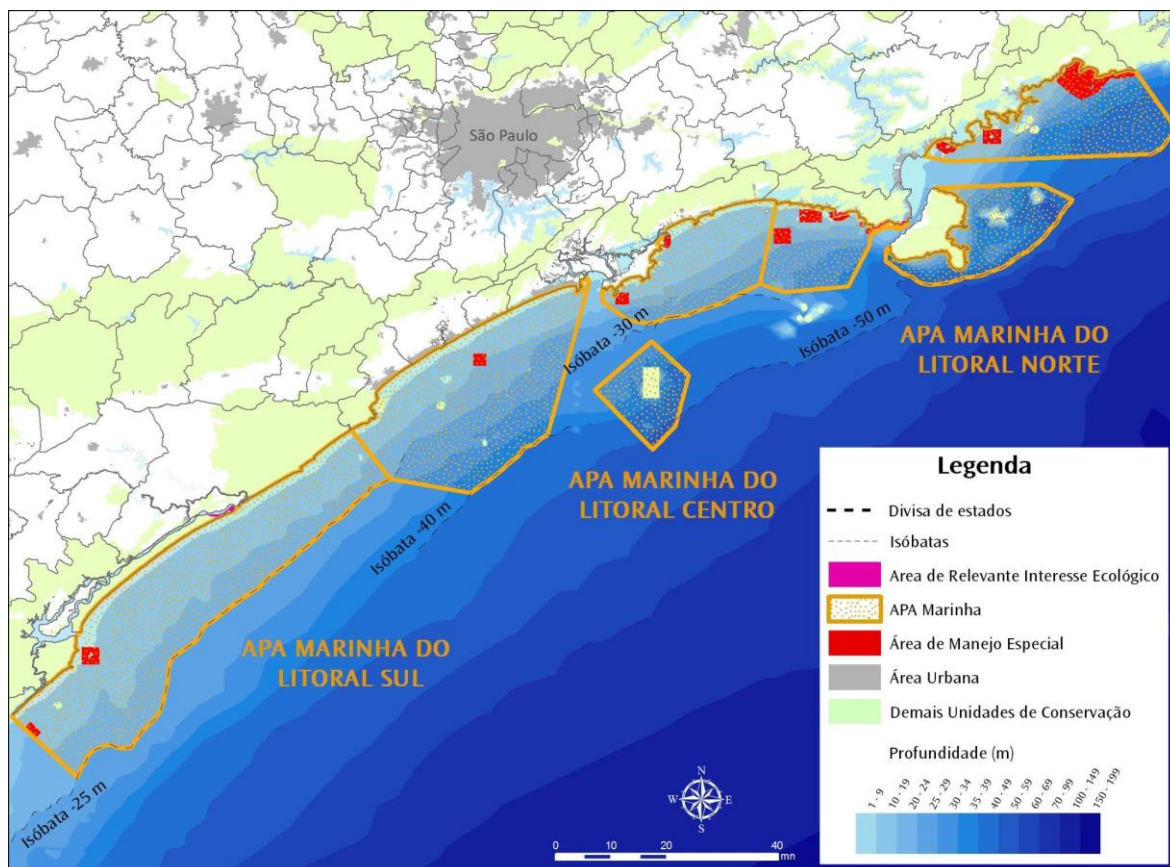 São Paulo
Isóbata -30 m
Isóbata -50 m
APA MARINHA DO
LITORAL NORTE
APA MARINHA DO
LITORAL CENTRO
Isóbata -40 m
APA MARINHA DO
LITORAL SUL
Isóbata -25 m
Legenda
Divisa de estados
Isóbatas
Area de Relevante Interesse Ecológico
APA Marinha
Área de Manejo Especial
Área Urbana
Demais Unidades de Conservação
Profundidade (m)
1 - 9
10 - 19
20 - 24
25 - 29
30 - 34
35 - 39
40 - 49
50 - 59
60 - 69
70 - 99
100 - 149
150 - 199
N
W E
S
0 10 20 40
mn